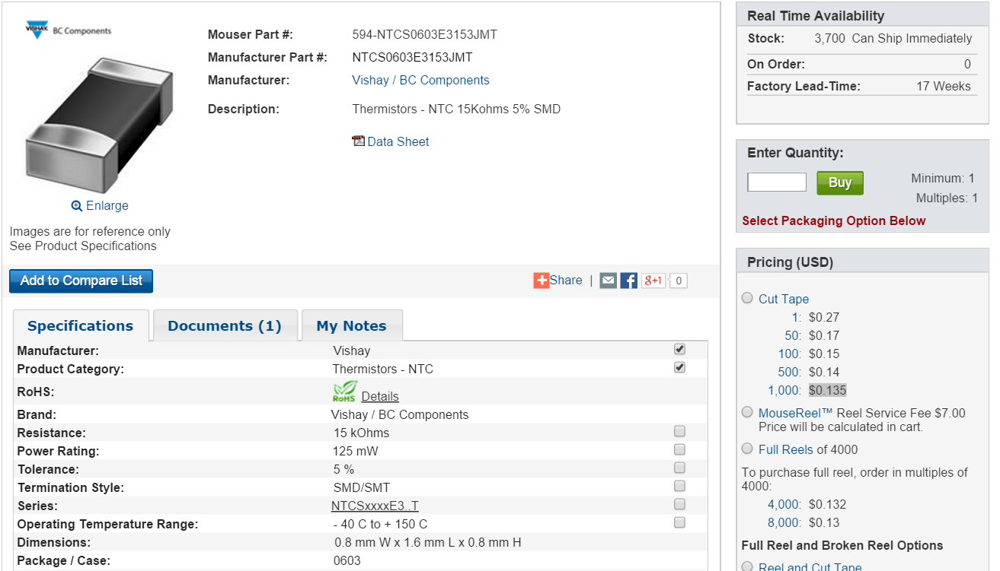 VISHAY. BC Components
Mouser Part #: 594-NTCS0603E3153JMT
Manufacturer Part #: NTCS0603E3153JMT
Manufacturer: Vishay / BC Components
Description: Thermistors - NTC 15Kohms 5% SMD
Data Sheet
Enlarge
Images are for reference only
See Product Specifications
Add to Compare List
Share | g+1 0
Specifications Documents (1) My Notes
Manufacturer: Vishay
Product Category: Thermistors - NTC
RoHS: RoHS Details
Brand: Vishay / BC Components
Resistance: 15 kOhms
Power Rating: 125 mW
Tolerance: 5 %
Termination Style: SMD/SMT
Series: NTCSxxxxE3..T
Operating Temperature Range: - 40 C to + 150 C
Dimensions: 0.8 mm W x 1.6 mm L x 0.8 mm H
Package / Case: 0603
Real Time Availability
Stock: 3,700 Can Ship Immediately
On Order: 0
Factory Lead-Time: 17 Weeks
Enter Quantity:
Buy Minimum: 1
Multiples: 1
Select Packaging Option Below
Pricing (USD)
Cut Tape
1: $0.27
50: $0.17
100: $0.15
500: $0.14
1,000: $0.135
MouseReel™ Reel Service Fee $7.00
Price will be calculated in cart.
Full Reels of 4000
To purchase full reel, order in multiples of
4000:
4,000: $0.132
8,000: $0.13
Full Reel and Broken Reel Options
Reel and Cut Tape